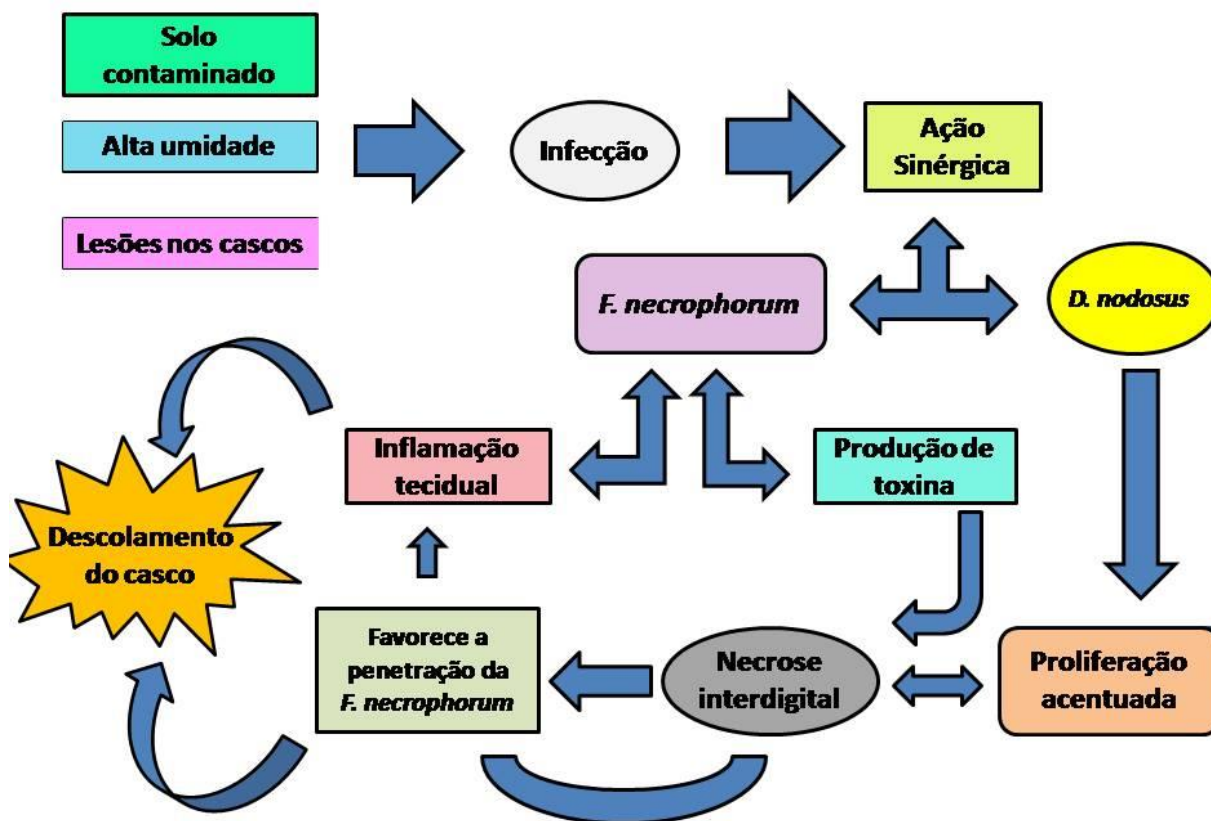 Solo
contaminado
Alta umidade
Lesões nos cascos
Infecção
Ação
Sinérgica
F. necrophorum
D. nodosus
Inflamação
tecidual
Produção de
toxina
Descolamento
do casco
Favorece a
penetração da
F. necrophorum
Necrose
interdigital
Proliferação
acentuada